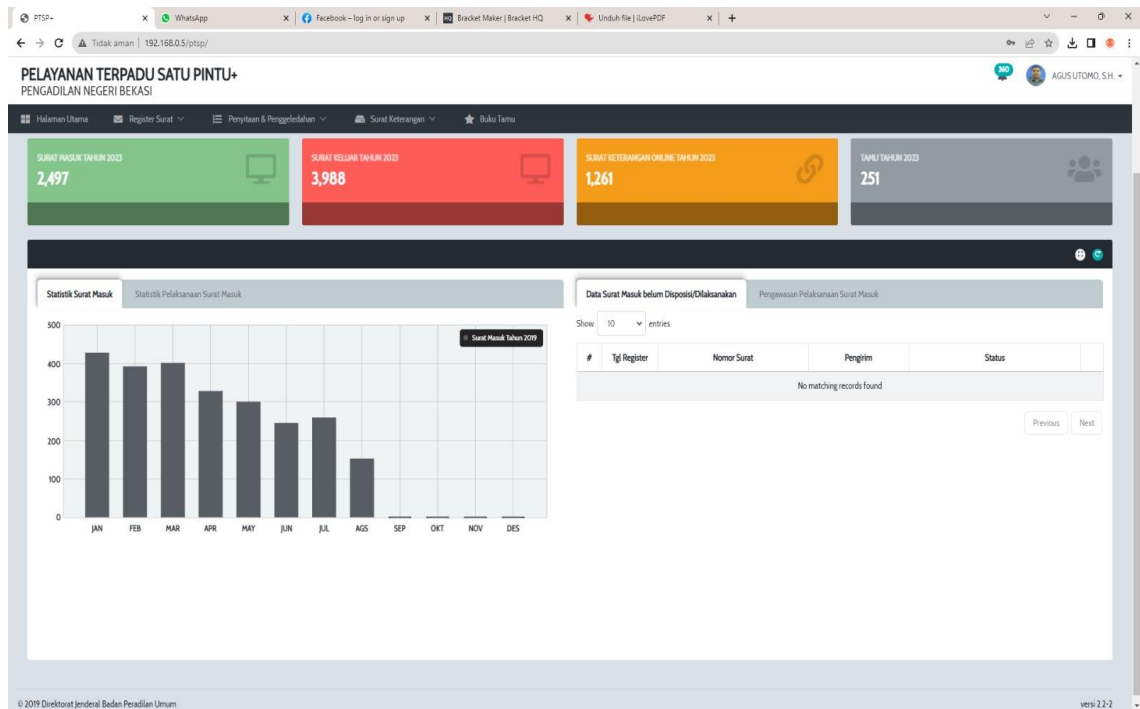 PTSP+
WhatsApp
Facebook – log in or sign up
Bracket Maker | Bracket HQ
Unduh file | iLovePDF
Tidak aman | 192.168.0.5/ptsp/
PELAYANAN TERPADU SATU PINTU+
PENGADILAN NEGERI BEKASI
360
AGUS UTOMO, S.H.
Halaman Utama
Register Surat
Penyitaan & Penggeledahan
Surat Keterangan
Buku Tamu
SURAT MASUK TAHUN 2023
2,497
SURAT KELUAR TAHUN 2023
3,988
SURAT KETERANGAN ONLINE TAHUN 2023
1,261
TAMU TAHUN 2023
251
Statistik Surat Masuk
Statistik Pelaksanaan Surat Masuk
500
400
300
200
100
0
Surat Masuk Tahun 2019
JAN FEB MAR APR MAY JUN JUL AGS SEP OKT NOV DES
Data Surat Masuk belum Disposisi/Dilaksanakan
Pengawasan Pelaksanaan Surat Masuk
Show 10 entries
# Tgl Register Nomor Surat Pengirim Status
No matching records found
Previous Next
© 2019 Direktorat Jenderal Badan Peradilan Umum
versi 2.2-2